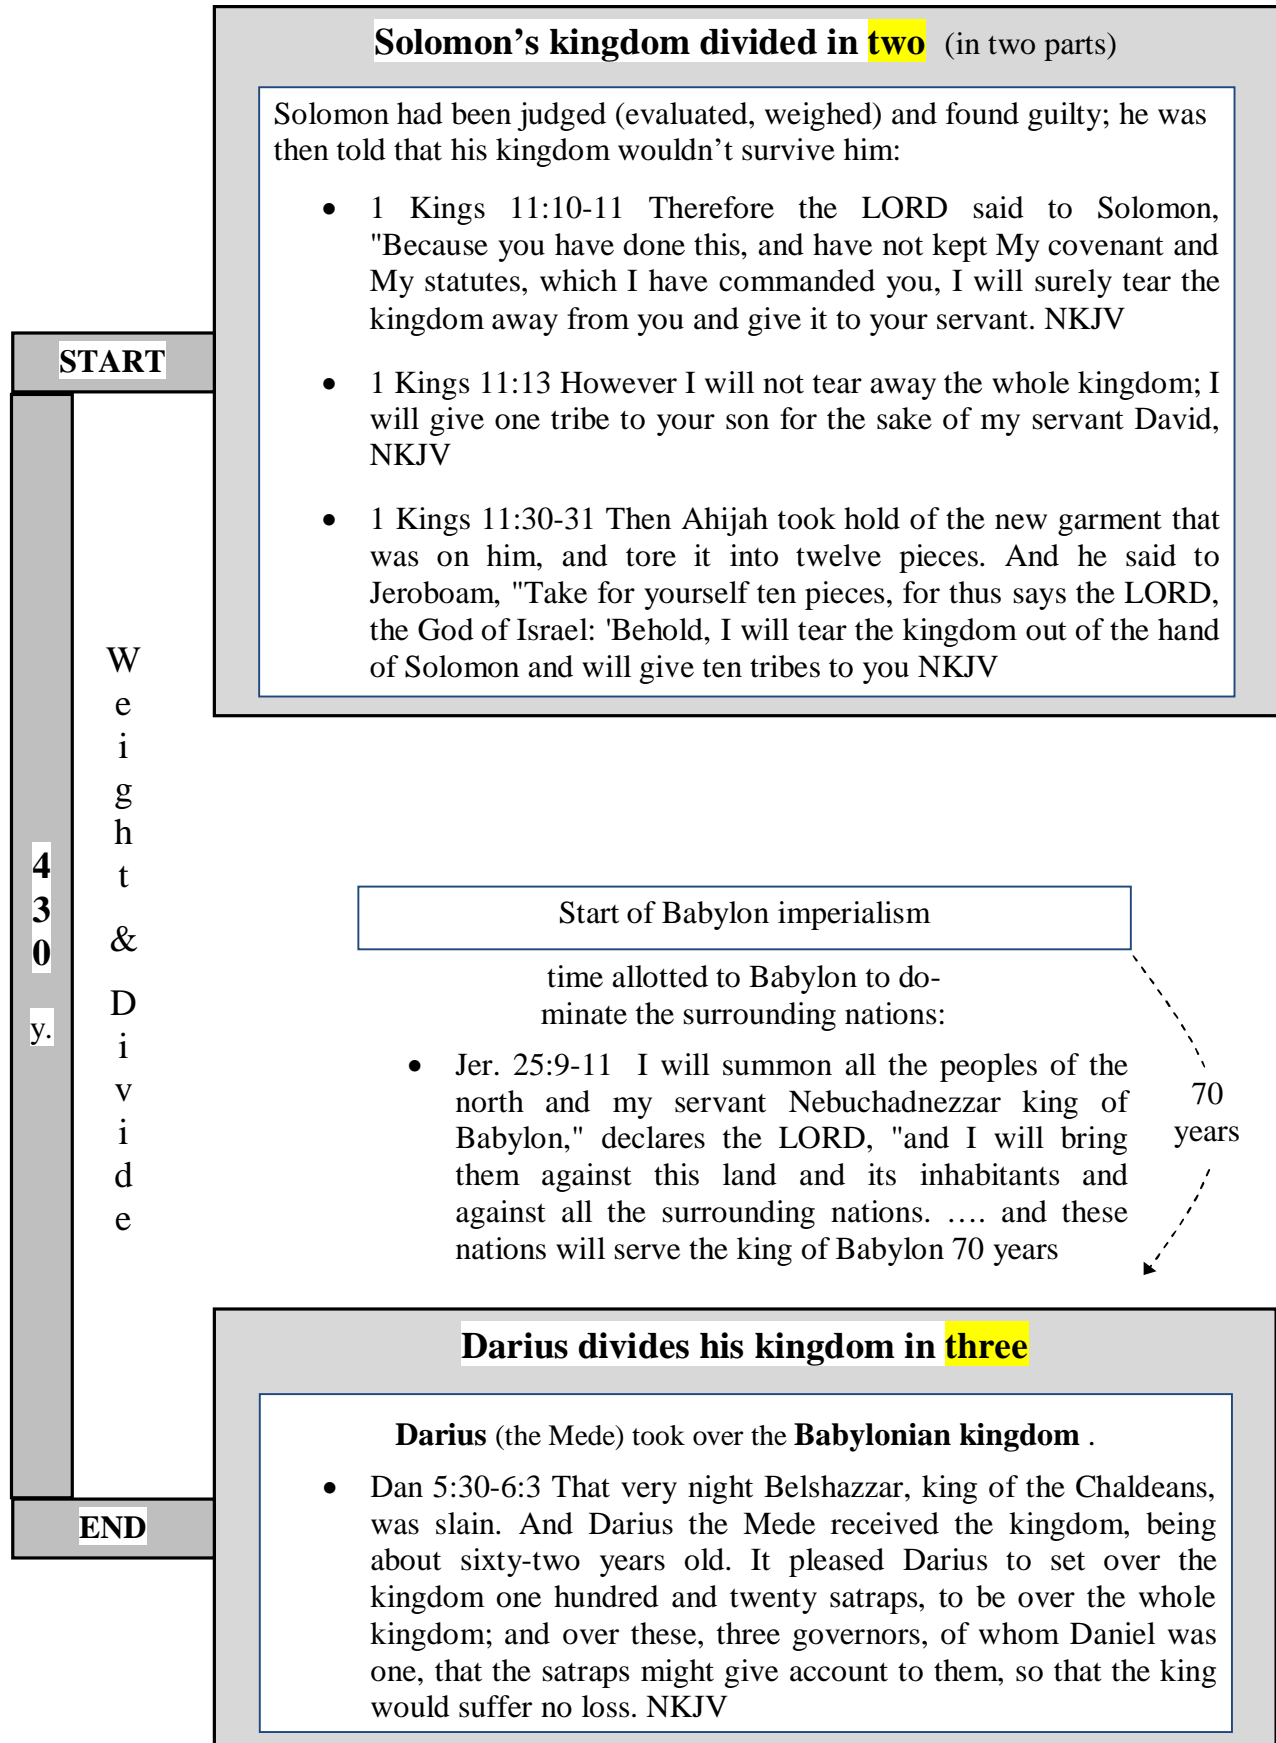 Solomon’s kingdom divided in two (in two parts)
Solomon had been judged (evaluated, weighed) and found guilty; he was
then told that his kingdom wouldn’t survive him:
• 1 Kings 11:10-11 Therefore the LORD said to Solomon,
"Because you have done this, and have not kept My covenant and
My statutes, which I have commanded you, I will surely tear the
kingdom away from you and give it to your servant. NKJV
START
• 1 Kings 11:13 However I will not tear away the whole kingdom; I
will give one tribe to your son for the sake of my servant David,
NKJV
• 1 Kings 11:30-31 Then Ahijah took hold of the new garment that
was on him, and tore it into twelve pieces. And he said to
Jeroboam, "Take for yourself ten pieces, for thus says the LORD,
the God of Israel: 'Behold, I will tear the kingdom out of the hand
of Solomon and will give ten tribes to you NKJV
430 y.
Weight & Divide
Start of Babylon imperialism
time allotted to Babylon to do-
minate the surrounding nations:
• Jer. 25:9-11 I will summon all the peoples of the
north and my servant Nebuchadnezzar king of
Babylon," declares the LORD, "and I will bring
them against this land and its inhabitants and
against all the surrounding nations. …. and these
nations will serve the king of Babylon 70 years
70
years
Darius divides his kingdom in three
Darius (the Mede) took over the Babylonian kingdom .
• Dan 5:30-6:3 That very night Belshazzar, king of the Chaldeans,
was slain. And Darius the Mede received the kingdom, being
about sixty-two years old. It pleased Darius to set over the
kingdom one hundred and twenty satraps, to be over the whole
kingdom; and over these, three governors, of whom Daniel was
one, that the satraps might give account to them, so that the king
would suffer no loss. NKJV
END